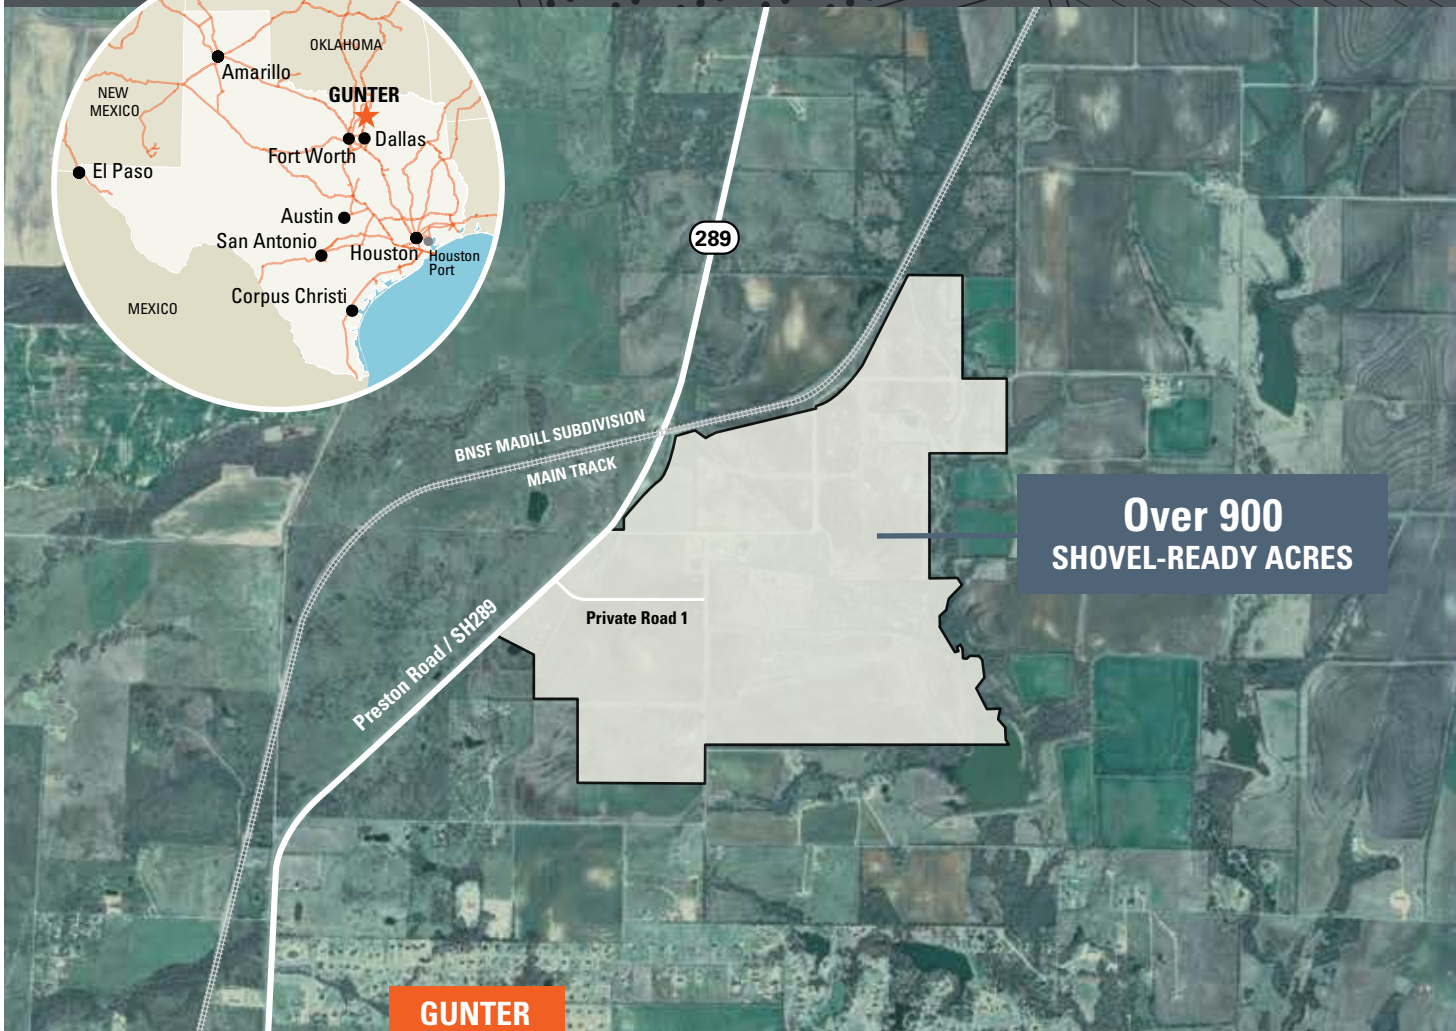 OKLAHOMA
Amarillo
NEW
MEXICO
GUNTER
Dallas
Fort Worth
El Paso
Austin
San Antonio
Houston
Houston
Port
Corpus Christi
MEXICO
289
BNSF MADILL SUBDIVISION
MAIN TRACK
Over 900
SHOVEL-READY ACRES
Private Road 1
Preston Road / SH289
GUNTER